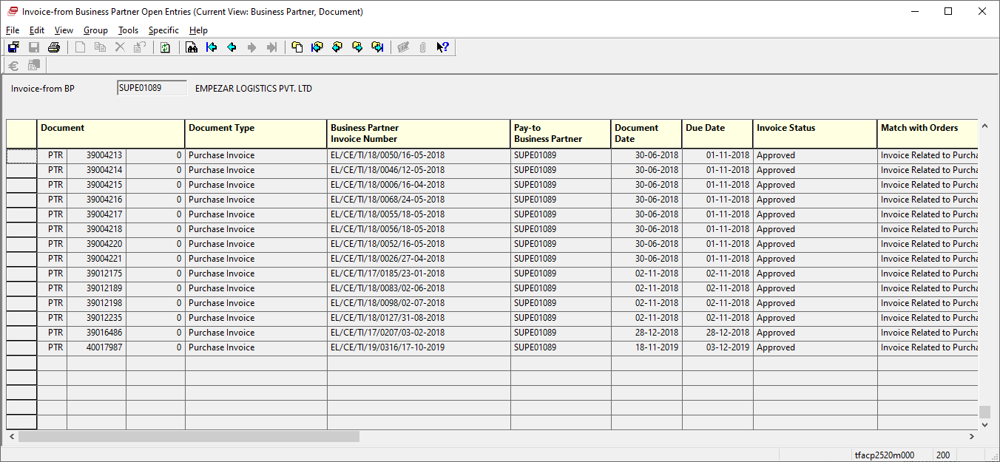 Invoice-from Business Partner Open Entries (Current View: Business Partner, Document)
File Edit View Group Tools Specific Help
Invoice-from BP SUPE01089 EMPEZAR LOGISTICS PVT. LTD
Document Document Type Business Partner Invoice Number Pay-to Business Partner Document Date Due Date Invoice Status Match with Orders
PTR 39004213 0 Purchase Invoice EL/CE/TI/18/0050/16-05-2018 SUPE01089 30-06-2018 01-11-2018 Approved Invoice Related to Purcha
PTR 39004214 0 Purchase Invoice EL/CE/TI/18/0046/12-05-2018 SUPE01089 30-06-2018 01-11-2018 Approved Invoice Related to Purcha
PTR 39004215 0 Purchase Invoice EL/CE/TI/18/0006/16-04-2018 SUPE01089 30-06-2018 01-11-2018 Approved Invoice Related to Purcha
PTR 39004216 0 Purchase Invoice EL/CE/TI/18/0068/24-05-2018 SUPE01089 30-06-2018 01-11-2018 Approved Invoice Related to Purcha
PTR 39004217 0 Purchase Invoice EL/CE/TI/18/0055/18-05-2018 SUPE01089 30-06-2018 01-11-2018 Approved Invoice Related to Purcha
PTR 39004218 0 Purchase Invoice EL/CE/TI/18/0056/18-05-2018 SUPE01089 30-06-2018 01-11-2018 Approved Invoice Related to Purcha
PTR 39004220 0 Purchase Invoice EL/CE/TI/18/0052/16-05-2018 SUPE01089 30-06-2018 01-11-2018 Approved Invoice Related to Purcha
PTR 39004221 0 Purchase Invoice EL/CE/TI/18/0026/27-04-2018 SUPE01089 30-06-2018 01-11-2018 Approved Invoice Related to Purcha
PTR 39012175 0 Purchase Invoice EL/CE/TI/17/0185/23-01-2018 SUPE01089 02-11-2018 02-11-2018 Approved Invoice Related to Purcha
PTR 39012189 0 Purchase Invoice EL/CE/TI/18/0083/02-06-2018 SUPE01089 02-11-2018 02-11-2018 Approved Invoice Related to Purcha
PTR 39012198 0 Purchase Invoice EL/CE/TI/18/0098/02-07-2018 SUPE01089 02-11-2018 02-11-2018 Approved Invoice Related to Purcha
PTR 39012235 0 Purchase Invoice EL/CE/TI/18/0127/31-08-2018 SUPE01089 02-11-2018 02-11-2018 Approved Invoice Related to Purcha
PTR 39016486 0 Purchase Invoice EL/CE/TI/17/0207/03-02-2018 SUPE01089 28-12-2018 28-12-2018 Approved Invoice Related to Purcha
PTR 40017987 0 Purchase Invoice EL/CE/TI/19/0316/17-10-2019 SUPE01089 18-11-2019 03-12-2019 Approved Invoice Related to Purcha
tfacp2520m000 200